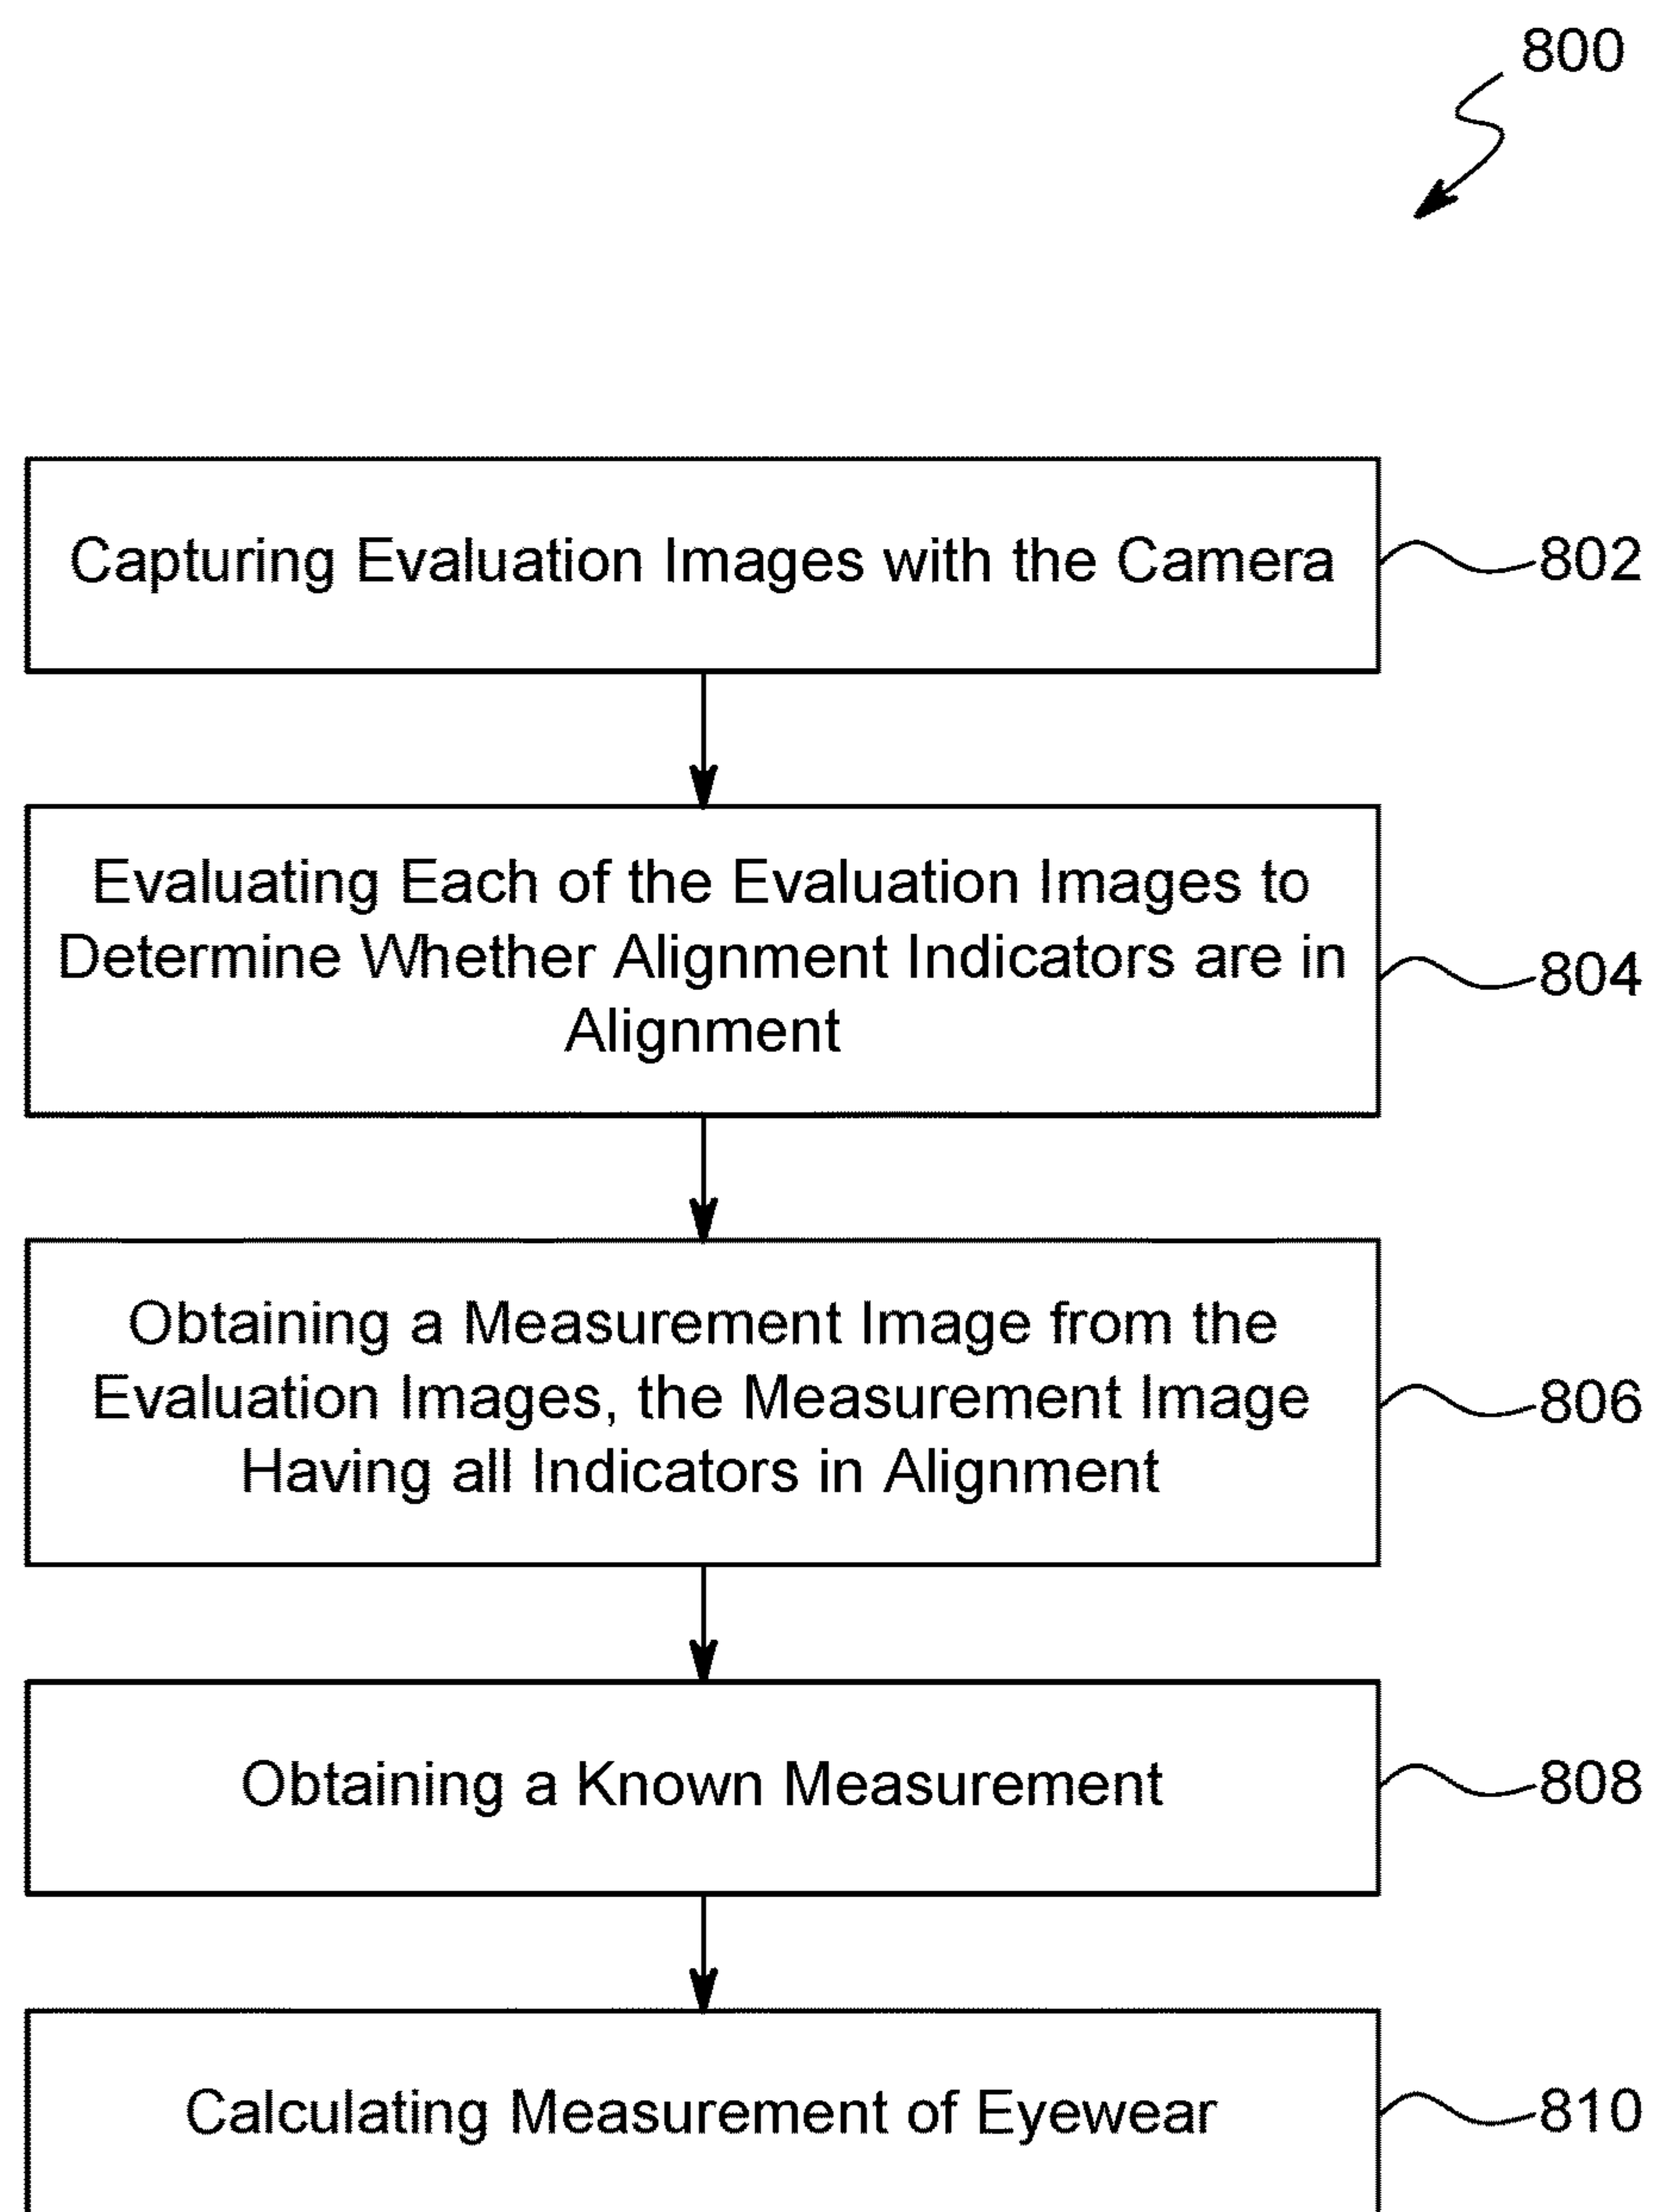 800
Capturing Evaluation Images with the Camera
802
Evaluating Each of the Evaluation Images to
Determine Whether Alignment Indicators are in
Alignment
804
Obtaining a Measurement Image from the
Evaluation Images, the Measurement Image
Having all Indicators in Alignment
806
Obtaining a Known Measurement
808
Calculating Measurement of Eyewear
810